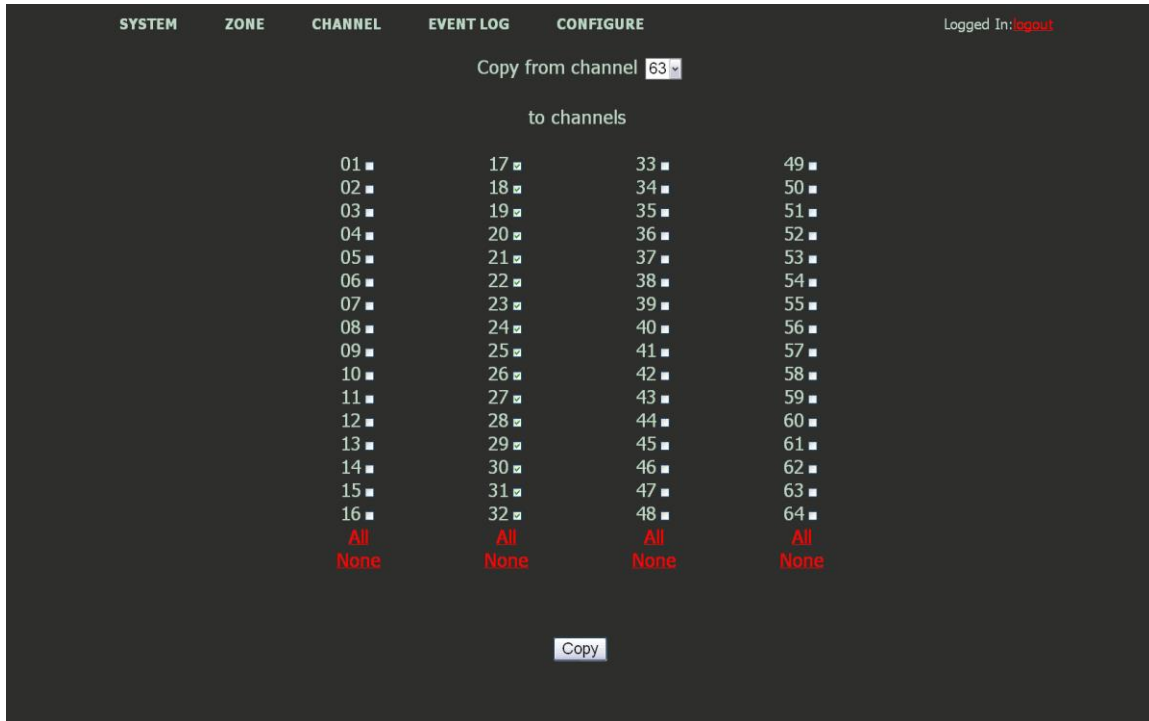 SYSTEM ZONE CHANNEL EVENT LOG CONFIGURE Logged In:logout
Copy from channel 63
to channels
01 17 33 49
02 18 34 50
03 19 35 51
04 20 36 52
05 21 37 53
06 22 38 54
07 23 39 55
08 24 40 56
09 25 41 57
10 26 42 58
11 27 43 59
12 28 44 60
13 29 45 61
14 30 46 62
15 31 47 63
16 32 48 64
All All All All
None None None None
Copy